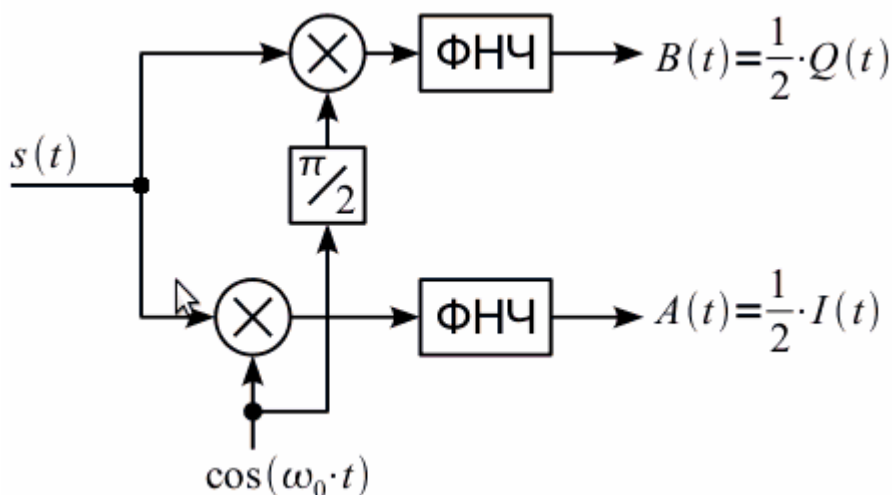 ФНЧ
B(t)=1/2·Q(t)
s(t)
π/2
ФНЧ
A(t)=1/2·I(t)
cos(ω₀·t)